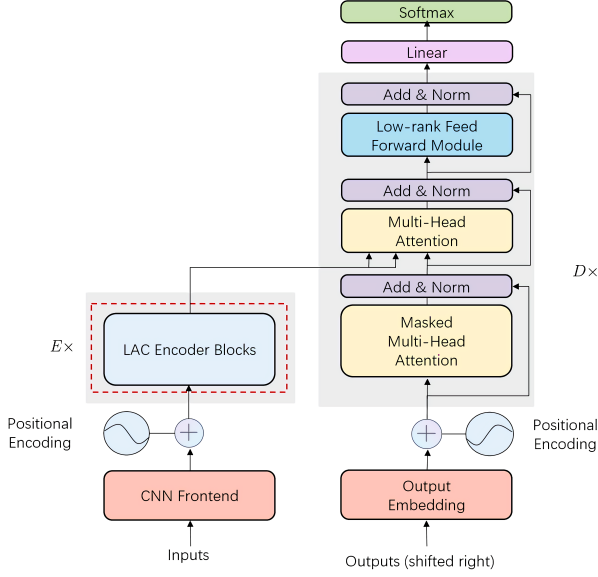 Softmax
Linear
Add & Norm
Low-rank Feed
Forward Module
Add & Norm
Multi-Head
Attention
D×
Add & Norm
Masked
Multi-Head
Attention
E×
LAC Encoder Blocks
Positional
Encoding
Positional
Encoding
CNN Frontend
Output
Embedding
Inputs
Outputs (shifted right)